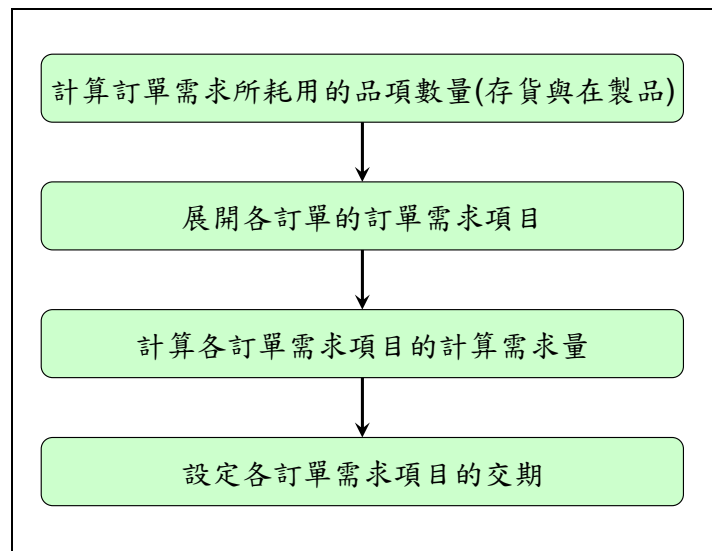 計算訂單需求所耗用的品項數量(存貨與在製品)
展開各訂單的訂單需求項目
計算各訂單需求項目的計算需求量
設定各訂單需求項目的交期